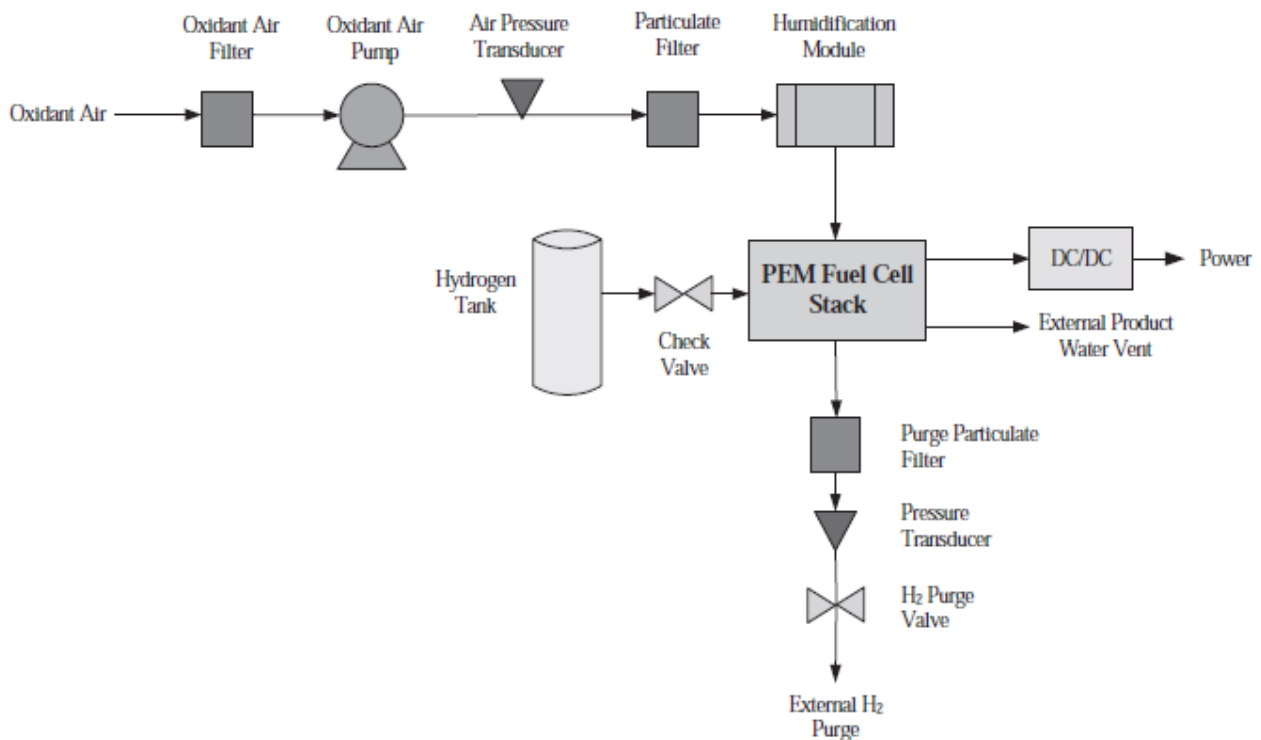 Oxidant Air
Filter
Oxidant Air
Pump
Air Pressure
Transducer
Particulate
Filter
Humidification
Module
Oxidant Air
Hydrogen
Tank
Check
Valve
PEM Fuel Cell
Stack
DC/DC
Power
External Product
Water Vent
Purge Particulate
Filter
Pressure
Transducer
H₂ Purge
Valve
External H₂
Purge